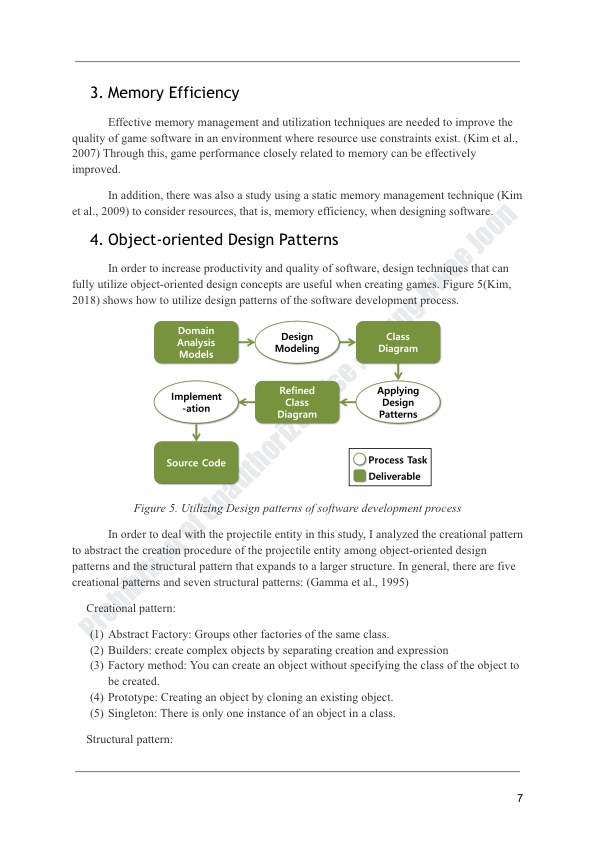 3. Memory Efficiency
Effective memory management and utilization techniques are needed to improve the
quality of game software in an environment where resource use constraints exist. (Kim et al.,
2007) Through this, game performance closely related to memory can be effectively
improved.
In addition, there was also a study using a static memory management technique (Kim
et al., 2009) to consider resources, that is, memory efficiency, when designing software.
4. Object-oriented Design Patterns
In order to increase productivity and quality of software, design techniques that can
fully utilize object-oriented design concepts are useful when creating games. Figure 5(Kim,
2018) shows how to utilize design patterns of the software development process.
Domain
Analysis
Models
Design
Modeling
Class
Diagram
Implement
-ation
Refined
Class
Diagram
Applying
Design
Patterns
Source Code
Process Task
Deliverable
Figure 5. Utilizing Design patterns of software development process
In order to deal with the projectile entity in this study, I analyzed the creational pattern
to abstract the creation procedure of the projectile entity among object-oriented design
patterns and the structural pattern that expands to a larger structure. In general, there are five
creational patterns and seven structural patterns: (Gamma et al., 1995)
Creational pattern:
(1) Abstract Factory: Groups other factories of the same class.
(2) Builders: create complex objects by separating creation and expression
(3) Factory method: You can create an object without specifying the class of the object to
be created.
(4) Prototype: Creating an object by cloning an existing object.
(5) Singleton: There is only one instance of an object in a class.
Structural pattern:
7